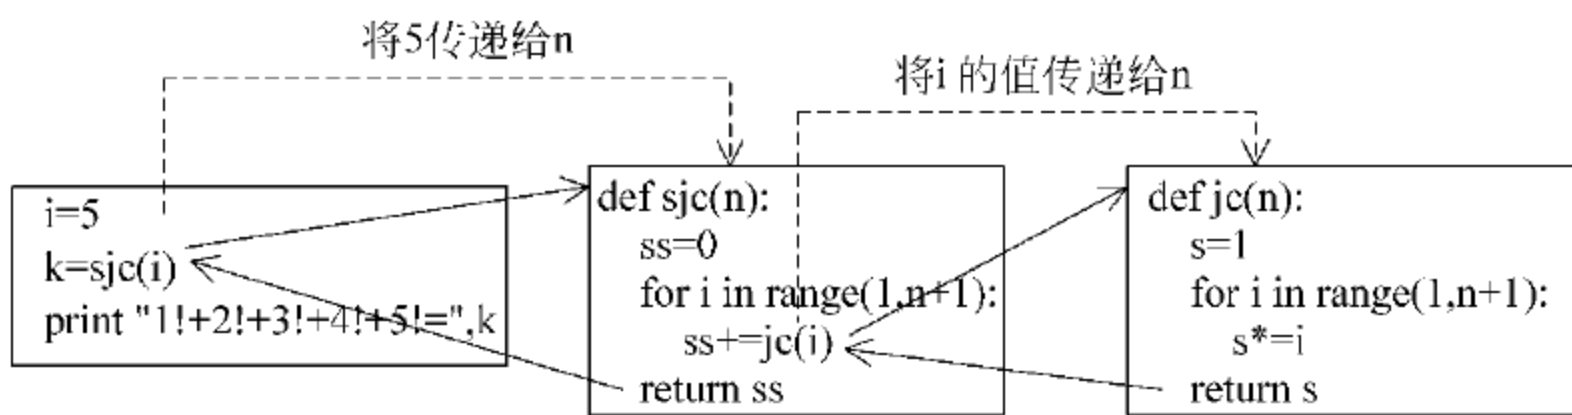 将5传递给n
将i 的值传递给n
i=5
k=sjc(i)
print "1!+2!+3!+4!+5!=",k
def sjc(n):
ss=0
for i in range(1,n+1):
ss+=jc(i)
return ss
def jc(n):
s=1
for i in range(1,n+1):
s*=i
return s